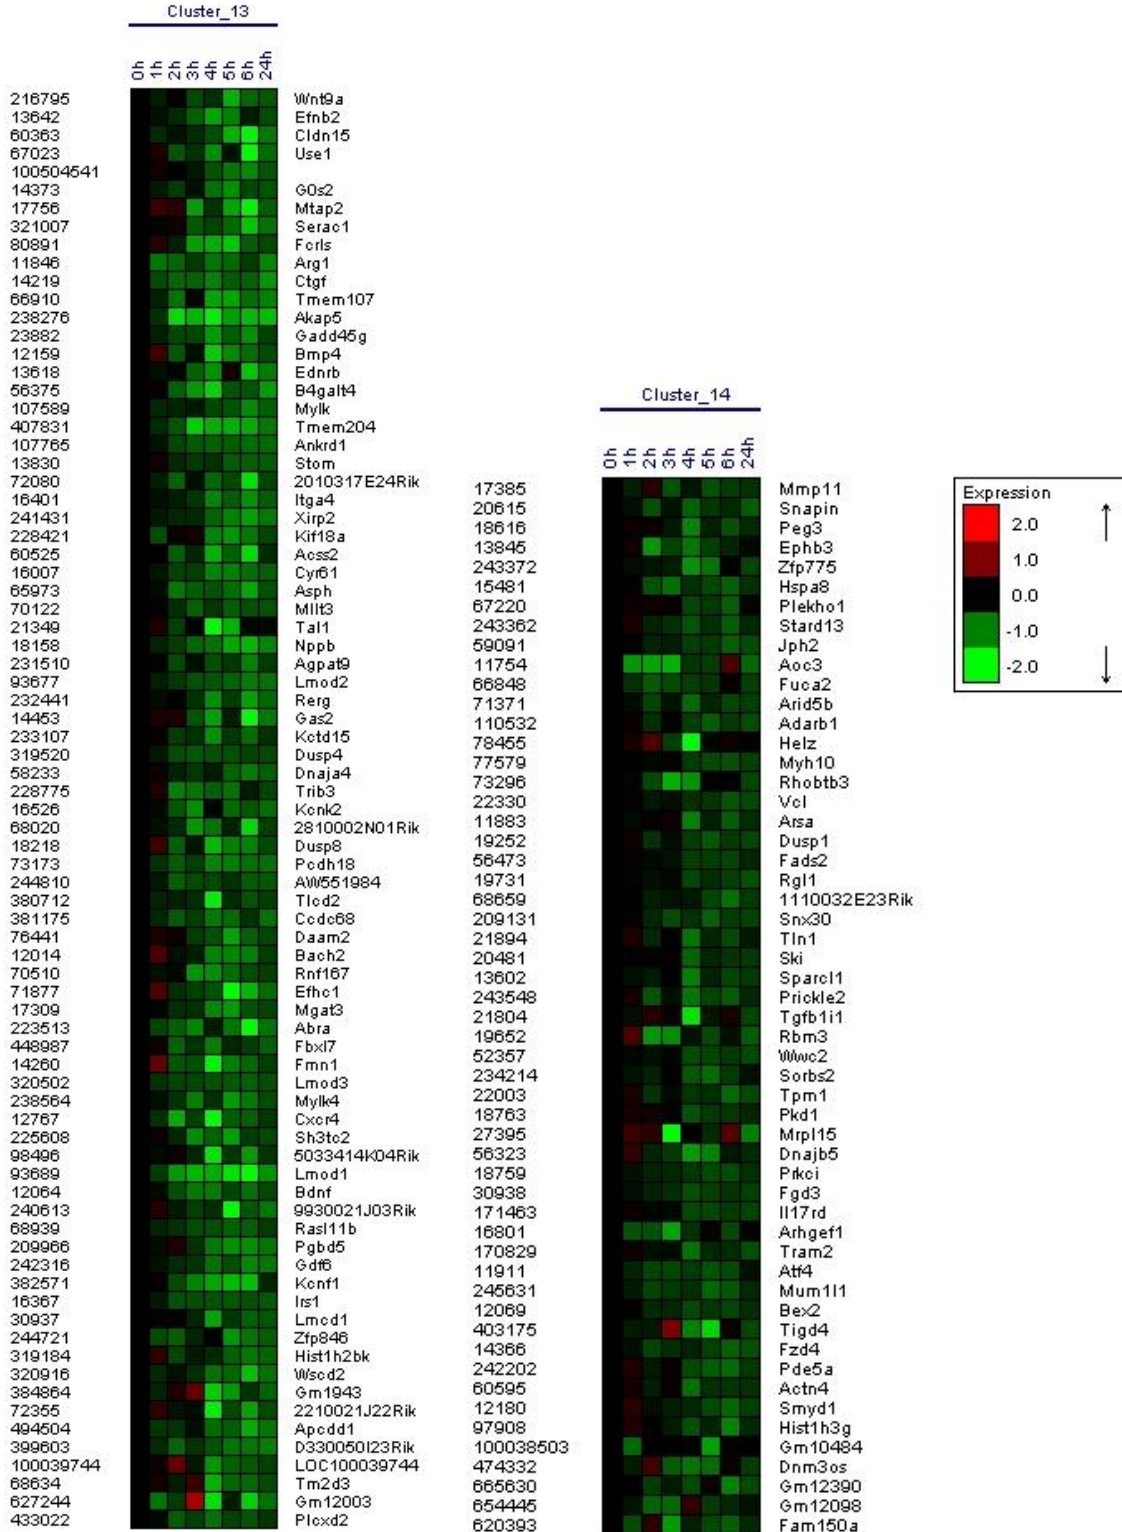 Cluster_13
0h 1h 2h 3h 4h 5h 6h 24h
216795 Wnt9a
13642 Efnb2
60363 Cldn15
67023 Use1
100504541
14373 G0s2
17756 Mtap2
321007 Serac1
80891 Fcrls
11846 Arg1
14219 Ctgf
66910 Tmem107
238276 Akap5
23882 Gadd45g
12159 Bmp4
13618 Ednrb
56375 B4galt4
107589 Mylk
407831 Tmem204
107765 Ankrd1
13830 Stom
72080 2010317E24Rik
16401 Itga4
241431 Xirp2
228421 Kif18a
60525 Acss2
16007 Cyr61
65973 Asph
70122 Mllt3
21349 Tal1
18158 Nppb
231510 Agpat9
93677 Lmod2
232441 Rerg
14453 Gas2
233107 Kctd15
319520 Dusp4
58233 Dnaja4
228775 Trib3
16526 Kcnk2
68020 2810002N01Rik
18218 Dusp8
73173 Pcdh18
244810 AW551984
380712 Tlcd2
381175 Ccdc68
76441 Daam2
12014 Bach2
70510 Rnf167
71877 Efhc1
17309 Mgat3
223513 Abra
448987 Fbxl7
14260 Fmn1
320502 Lmod3
238564 Mylk4
12767 Cxcr4
225608 Sh3tc2
98496 5033414K04Rik
93689 Lmod1
12064 Bdnf
240613 9930021J03Rik
68939 Rasl11b
209966 Pgbd5
242316 Gdf6
382571 Kcnf1
16367 Irs1
30937 Lmcd1
244721 Zfp846
319184 Hist1h2bk
320916 Wscd2
384864 Gm1943
72355 2210021J22Rik
494504 Apcdd1
399603 D330050I23Rik
100039744 LOC100039744
68634 Tm2d3
627244 Gm12003
433022 Plcxd2
Cluster_14
0h 1h 2h 3h 4h 5h 6h 24h
17385 Mmp11
20615 Snapin
18616 Peg3
13845 Ephb3
243372 Zfp775
15481 Hspa8
67220 Plekho1
243362 Stard13
59091 Jph2
11754 Aoc3
66848 Fuca2
71371 Arid5b
110532 Adarb1
78455 Helz
77579 Myh10
73296 Rhobtb3
22330 Vcl
11883 Arsa
19252 Dusp1
56473 Fads2
19731 Rgl1
68659 1110032E23Rik
209131 Snx30
21894 Tln1
20481 Ski
13602 Sparcl1
243548 Prickle2
21804 Tgfb1i1
19652 Rbm3
52357 Wwc2
234214 Sorbs2
22003 Tpm1
18763 Pkd1
27395 Mrpl15
56323 Dnajb5
18759 Prkci
30938 Fgd3
171463 Il17rd
16801 Arhgef1
170829 Tram2
11911 Atf4
245631 Mum1l1
12069 Bex2
403175 Tigd4
14366 Fzd4
242202 Pde5a
60595 Actn4
12180 Smyd1
97908 Hist1h3g
100038503 Gm10484
474332 Dnm3os
665630 Gm12390
654445 Gm12098
620393 Fam150a
Expression
2.0
1.0
0.0
-1.0
-2.0